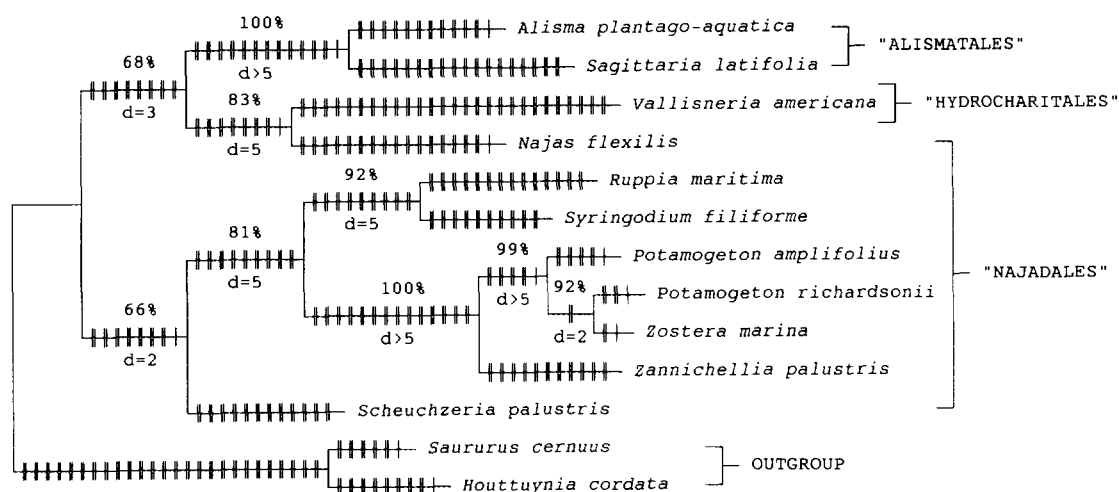 100%
Alisma plantago-aquatica
"ALISMATALES"
68%
d>5
Sagittaria latifolia
83%
Vallisneria americana
"HYDROCHARITALES"
d=3
d=5
Najas flexilis
92%
Ruppia maritima
d=5
Syringodium filiforme
81%
99%
Potamogeton amplifolius
"NAJADALES"
d=5
100%
d>5
92%
Potamogeton richardsonii
66%
d>5
d=2
Zostera marina
d=2
Zannichellia palustris
Scheuchzeria palustris
Saururus cernuus
OUTGROUP
Houttuynia cordata